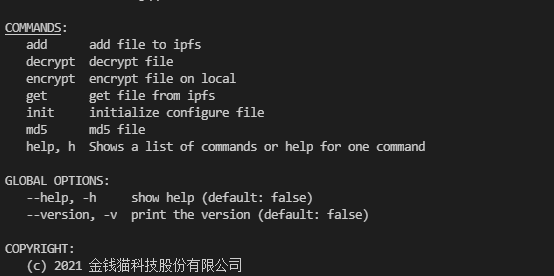 COMMANDS:
add add file to ipfs
decrypt decrypt file
encrypt encrypt file on local
get get file from ipfs
init initialize configure file
md5 md5 file
help, h Shows a list of commands or help for one command
GLOBAL OPTIONS:
--help, -h show help (default: false)
--version, -v print the version (default: false)
COPYRIGHT:
(c) 2021 金钱猫科技股份有限公司